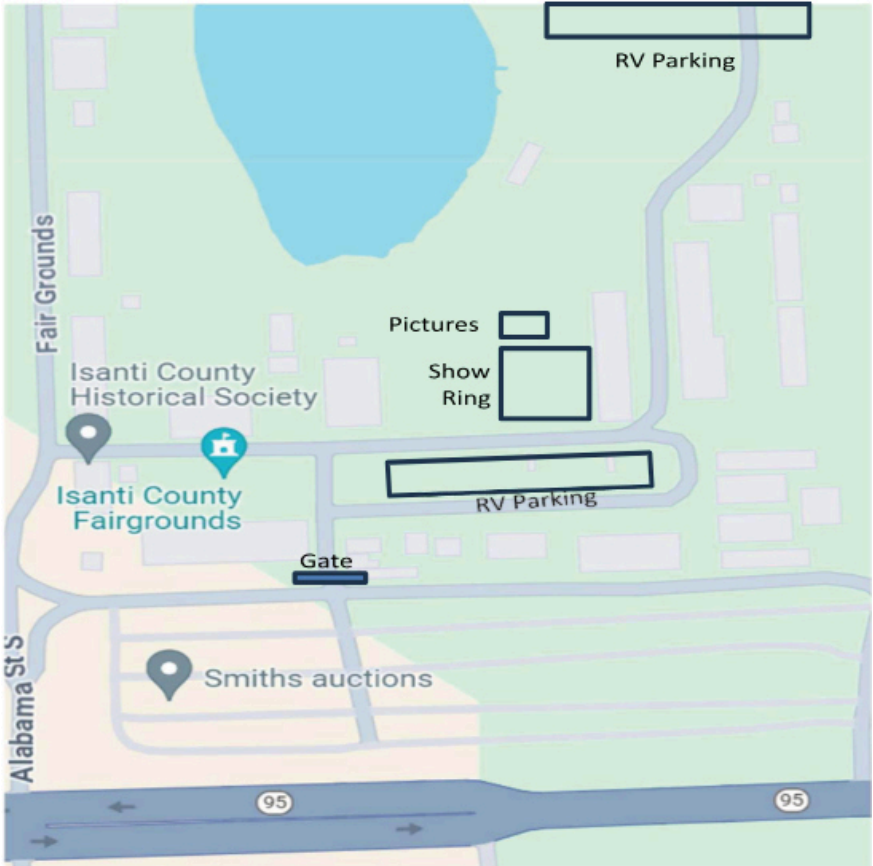 RV Parking
Fair Grounds
Pictures
Show
Ring
Isanti County
Historical Society
Isanti County
Fairgrounds
RV Parking
Gate
Smiths auctions
Alabama St S
95
95